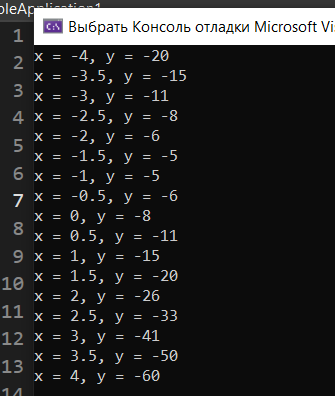 bleApplication1
C:\ Выбрать Консоль отладки Microsoft Vi
1
x = -4, y = -20
2
x = -3.5, y = -15
3
x = -3, y = -11
4
x = -2.5, y = -8
5
x = -2, y = -6
6
x = -1.5, y = -5
x = -1, y = -5
7
x = -0.5, y = -6
8
x = 0, y = -8
x = 0.5, y = -11
9
x = 1, y = -15
10
x = 1.5, y = -20
11
x = 2, y = -26
x = 2.5, y = -33
12
x = 3, y = -41
13
x = 3.5, y = -50
x = 4, y = -60
14